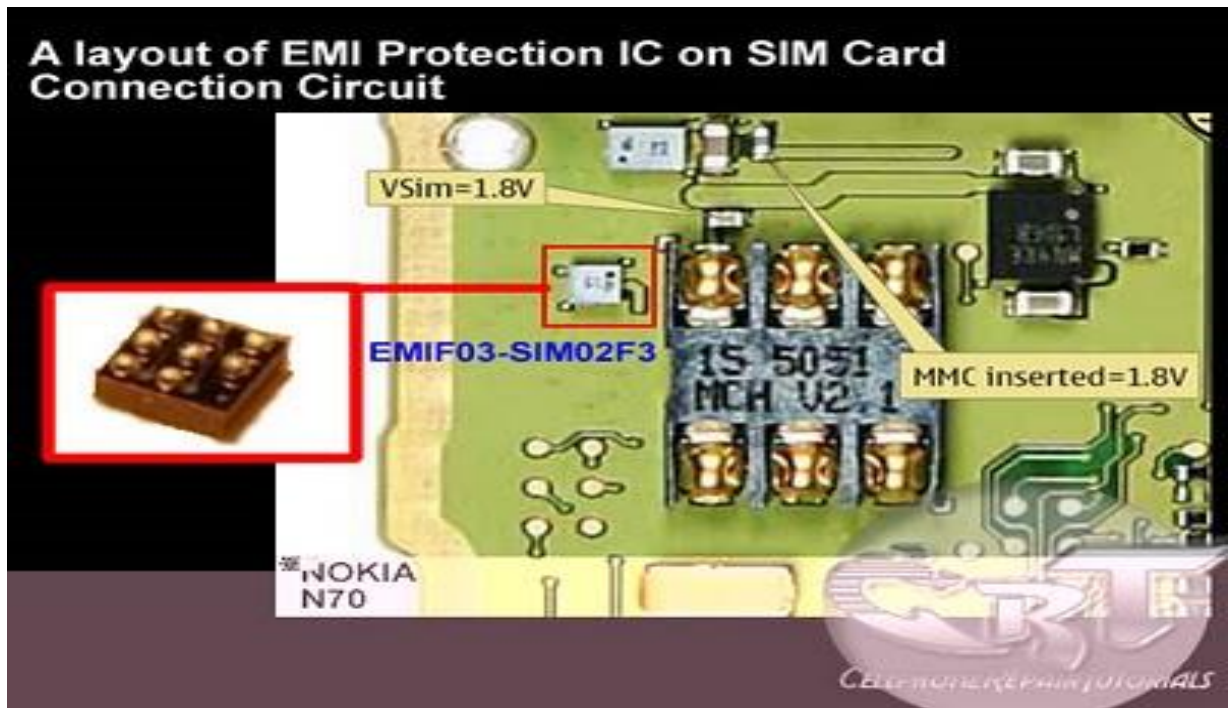 A layout of EMI Protection IC on SIM Card
Connection Circuit
VSim=1.8V
EMIF03-SIM02F3
1S 5051
MCH V2.1
MMC inserted=1.8V
NOKIA
N70
CRT
CELLPHONEREPAIRTUTORIALS